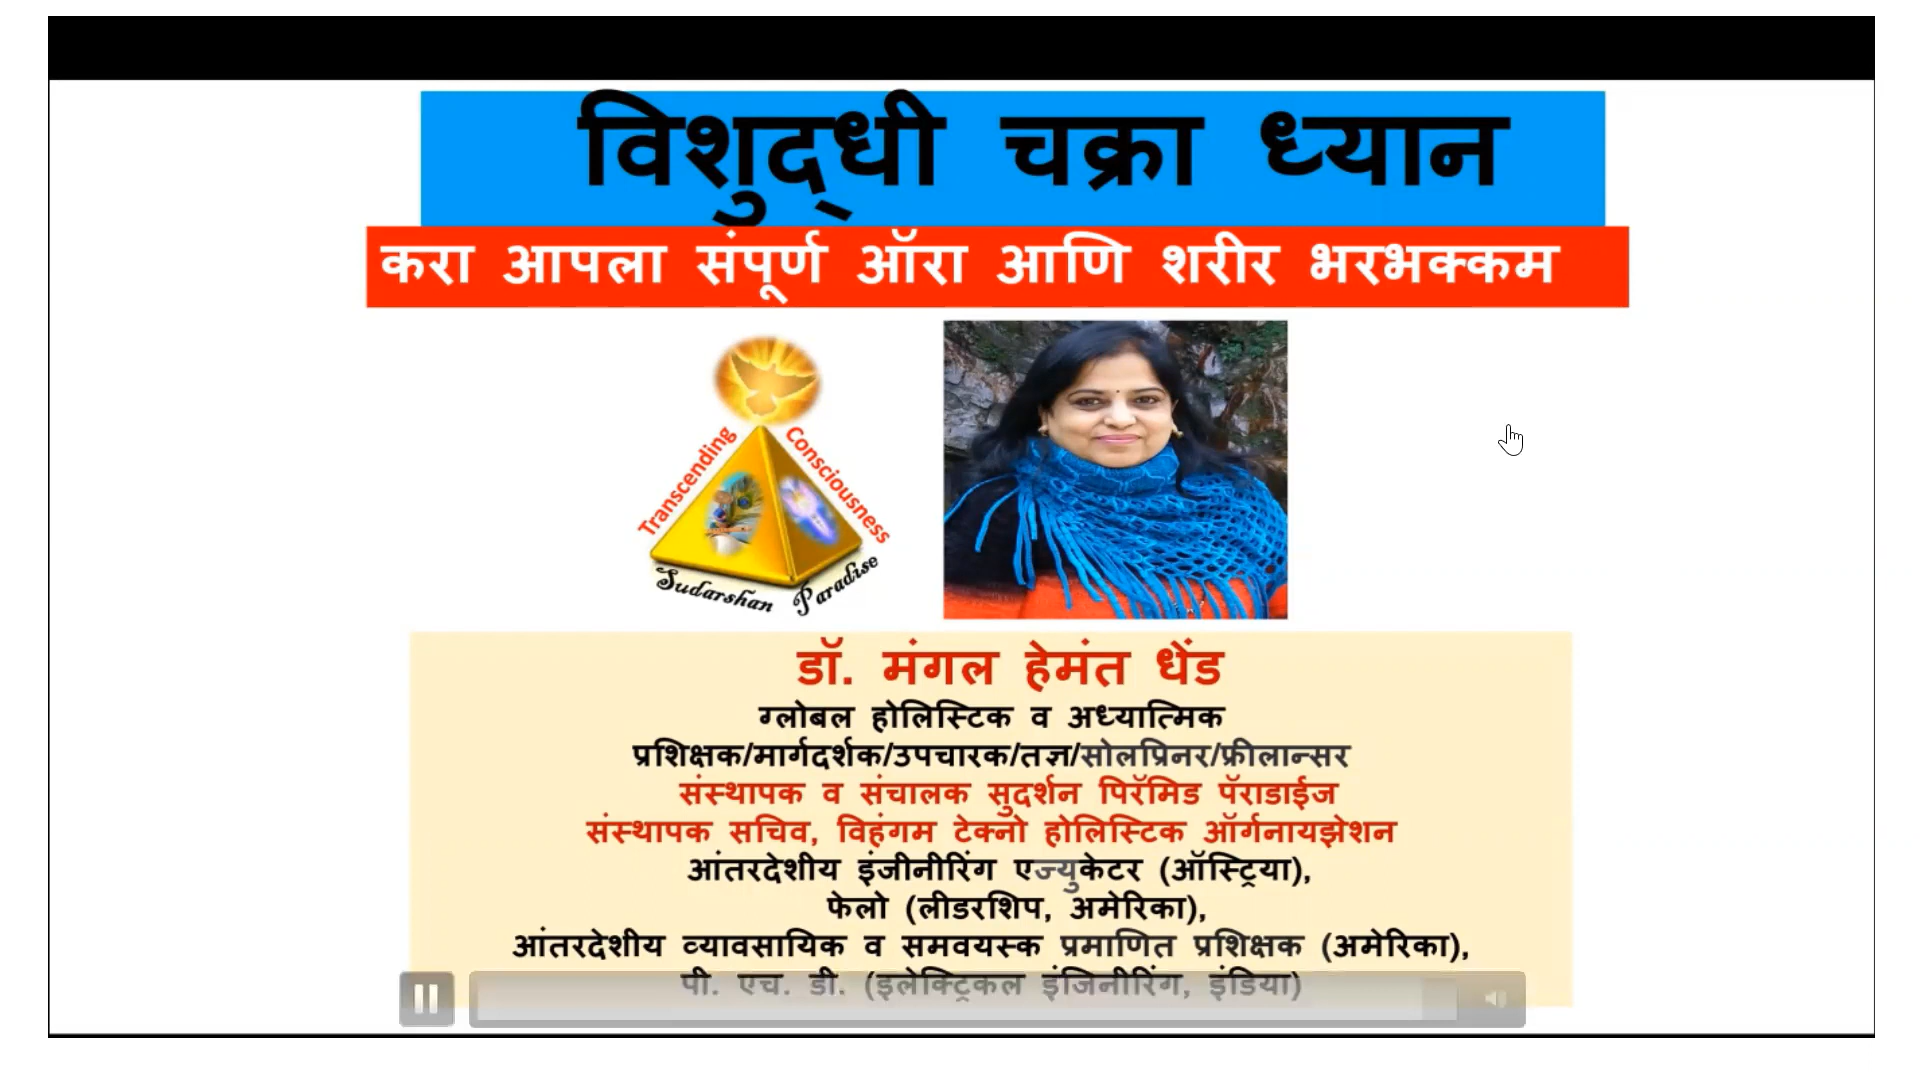 विशुद्‌धी चक्रा ध्यान
करा आपला संपूर्ण ऑरा आणि शरीर भरभक्कम
Transcending Consciousness
Sudarshan Paradise
डॉ. मंगल हेमंत धेंड
ग्लोबल होलिस्टिक व अध्यात्मिक
प्रशिक्षक/मार्गदर्शक/उपचारक/तज्ञ/सोलप्रिनर/फ्रीलान्सर
संस्थापक व संचालक सुदर्शन पिरॅमिड पॅराडाईज
संस्थापक सचिव, विहंगम टेक्नो होलिस्टिक ऑर्गनायझेशन
आंतरदेशीय इंजीनीरिंग एज्युकेटर (ऑस्ट्रिया),
फेलो (लीडरशिप, अमेरिका),
आंतरदेशीय व्यावसायिक व समवयस्क प्रमाणित प्रशिक्षक (अमेरिका),
पी. एच. डी. (इलेक्ट्रिकल इंजिनीरिंग, इंडिया)